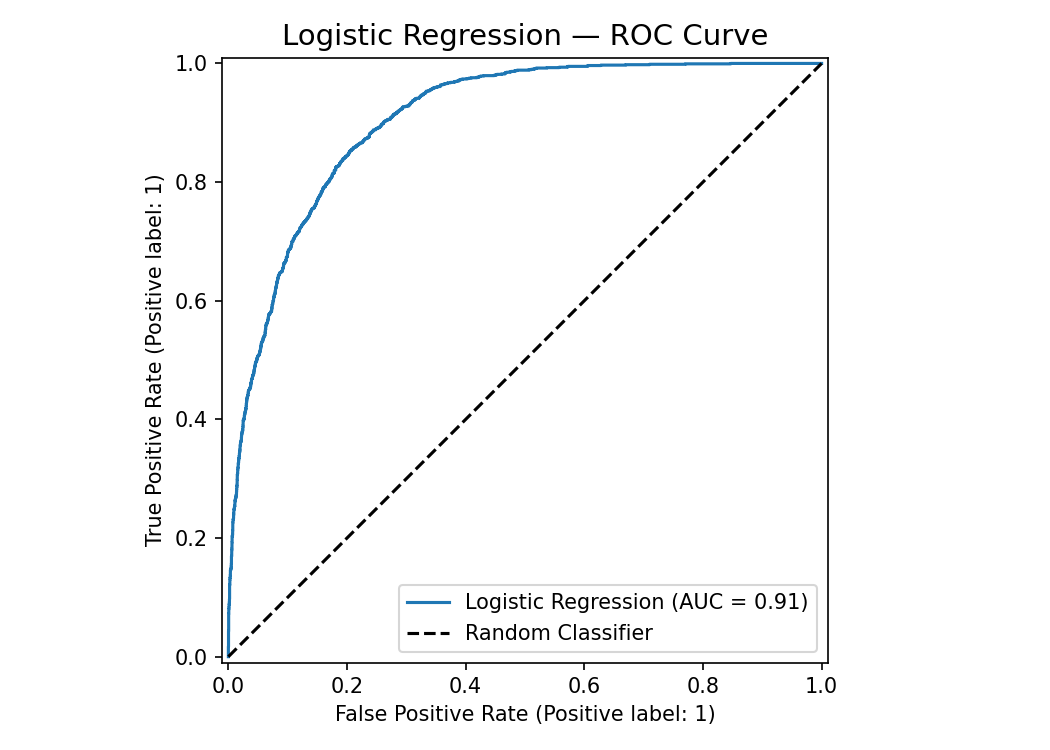 Logistic Regression — ROC Curve
True Positive Rate (Positive label: 1)
1.0
0.8
0.6
0.4
0.2
0.0
Logistic Regression (AUC = 0.91)
Random Classifier
0.0 0.2 0.4 0.6 0.8 1.0
False Positive Rate (Positive label: 1)